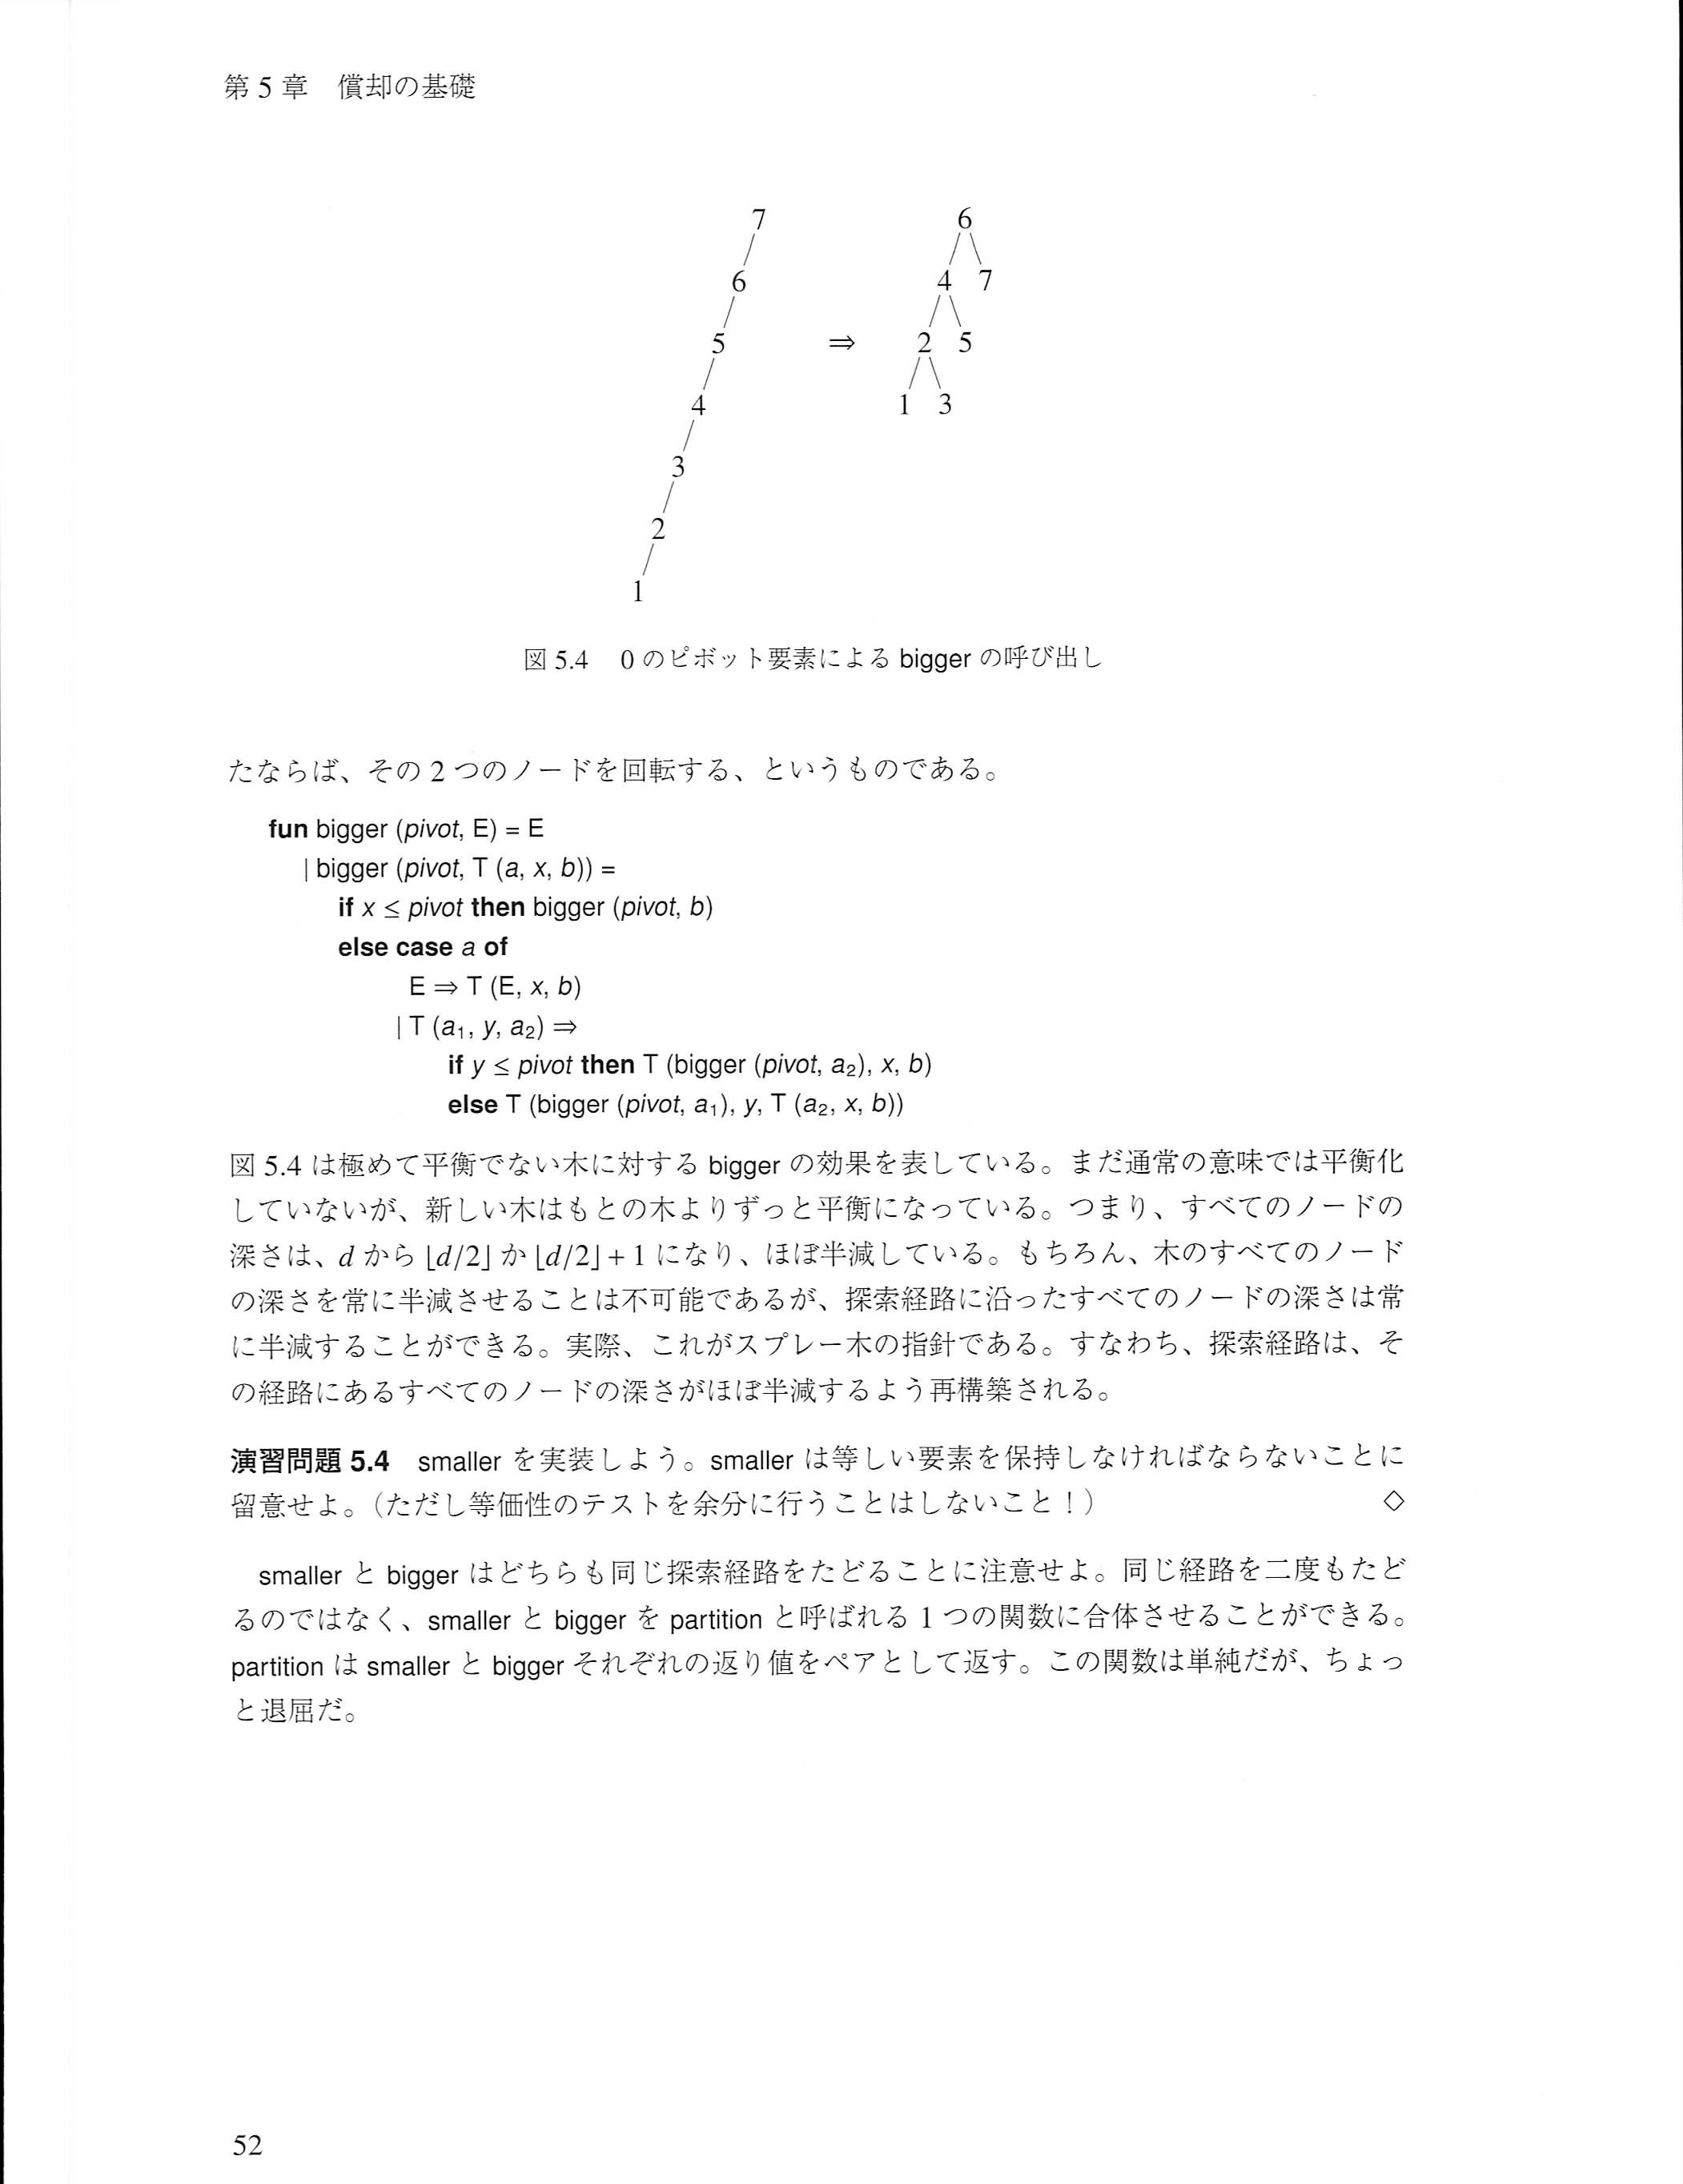 第 5 章　償却の基礎
7
6
5
4
3
2
1
⇒
6
4 7
2 5
1 3
図 5.4　0 のピボット要素による bigger の呼び出し
たならば、その 2 つのノードを回転する、というものである。
fun bigger (pivot, E) = E
| bigger (pivot, T (a, x, b)) =
if x ≤ pivot then bigger (pivot, b)
else case a of
E ⇒ T (E, x, b)
| T (a₁, y, a₂) ⇒
if y ≤ pivot then T (bigger (pivot, a₂), x, b)
else T (bigger (pivot, a₁), y, T (a₂, x, b))
図 5.4 は極めて平衡でない木に対する bigger の効果を表している。まだ通常の意味では平衡化
していないが、新しい木はもとの木よりずっと平衡になっている。つまり、すべてのノードの
深さは、d から ⌊d/2⌋ か ⌊d/2⌋ + 1 になり、ほぼ半減している。もちろん、木のすべてのノード
の深さを常に半減させることは不可能であるが、探索経路に沿ったすべてのノードの深さは常
に半減することができる。実際、これがスプレー木の指針である。すなわち、探索経路は、そ
の経路にあるすべてのノードの深さがほぼ半減するよう再構築される。
演習問題 5.4　smaller を実装しよう。smaller は等しい要素を保持しなければならないことに
留意せよ。（ただし等価性のテストを余分に行うことはしないこと！） ◇
smaller と bigger はどちらも同じ探索経路をたどることに注意せよ。同じ経路を二度もたど
るのではなく、smaller と bigger を partition と呼ばれる 1 つの関数に合体させることができる。
partition は smaller と bigger それぞれの返り値をペアとして返す。この関数は単純だが、ちょっ
と退屈だ。
52